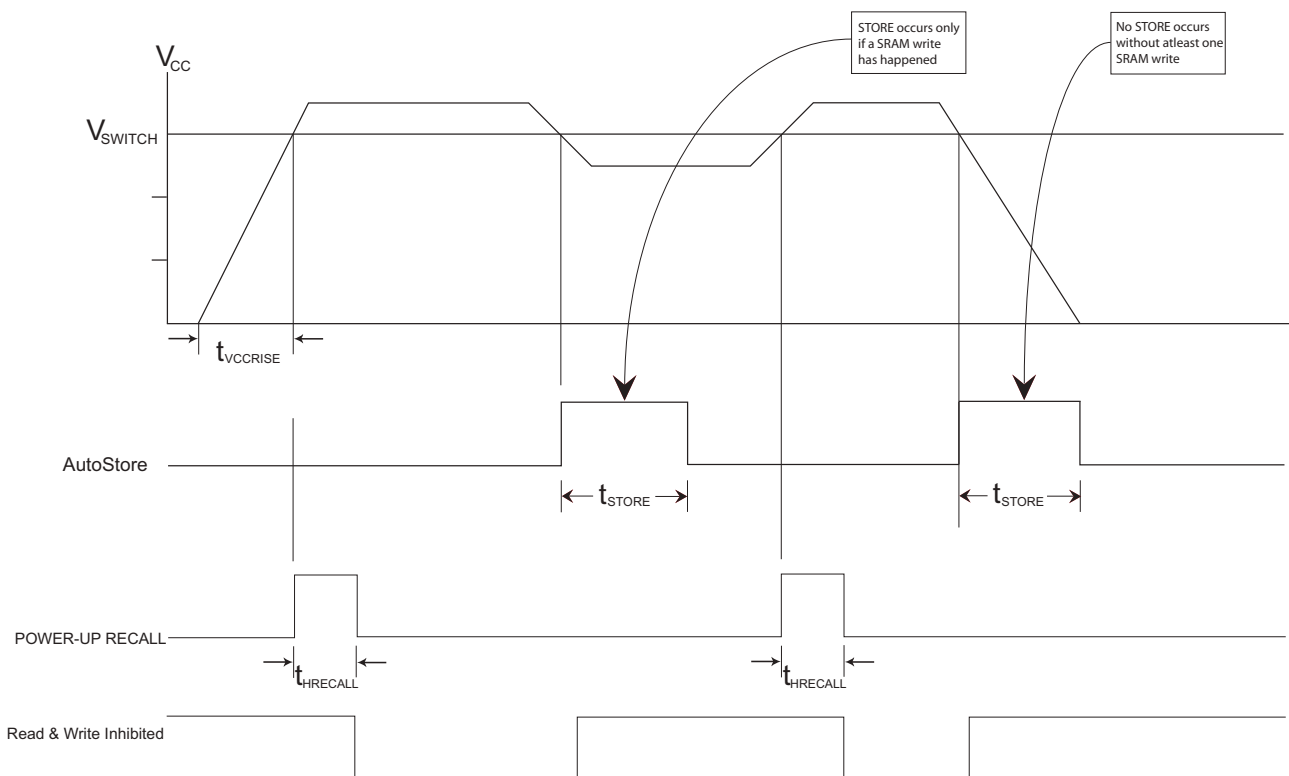 STORE occurs only
if a SRAM write
has happened
No STORE occurs
without atleast one
SRAM write
VCC
VSWITCH
tVCCRISE
AutoStore
tSTORE
tSTORE
POWER-UP RECALL
tHRECALL
tHRECALL
Read & Write Inhibited